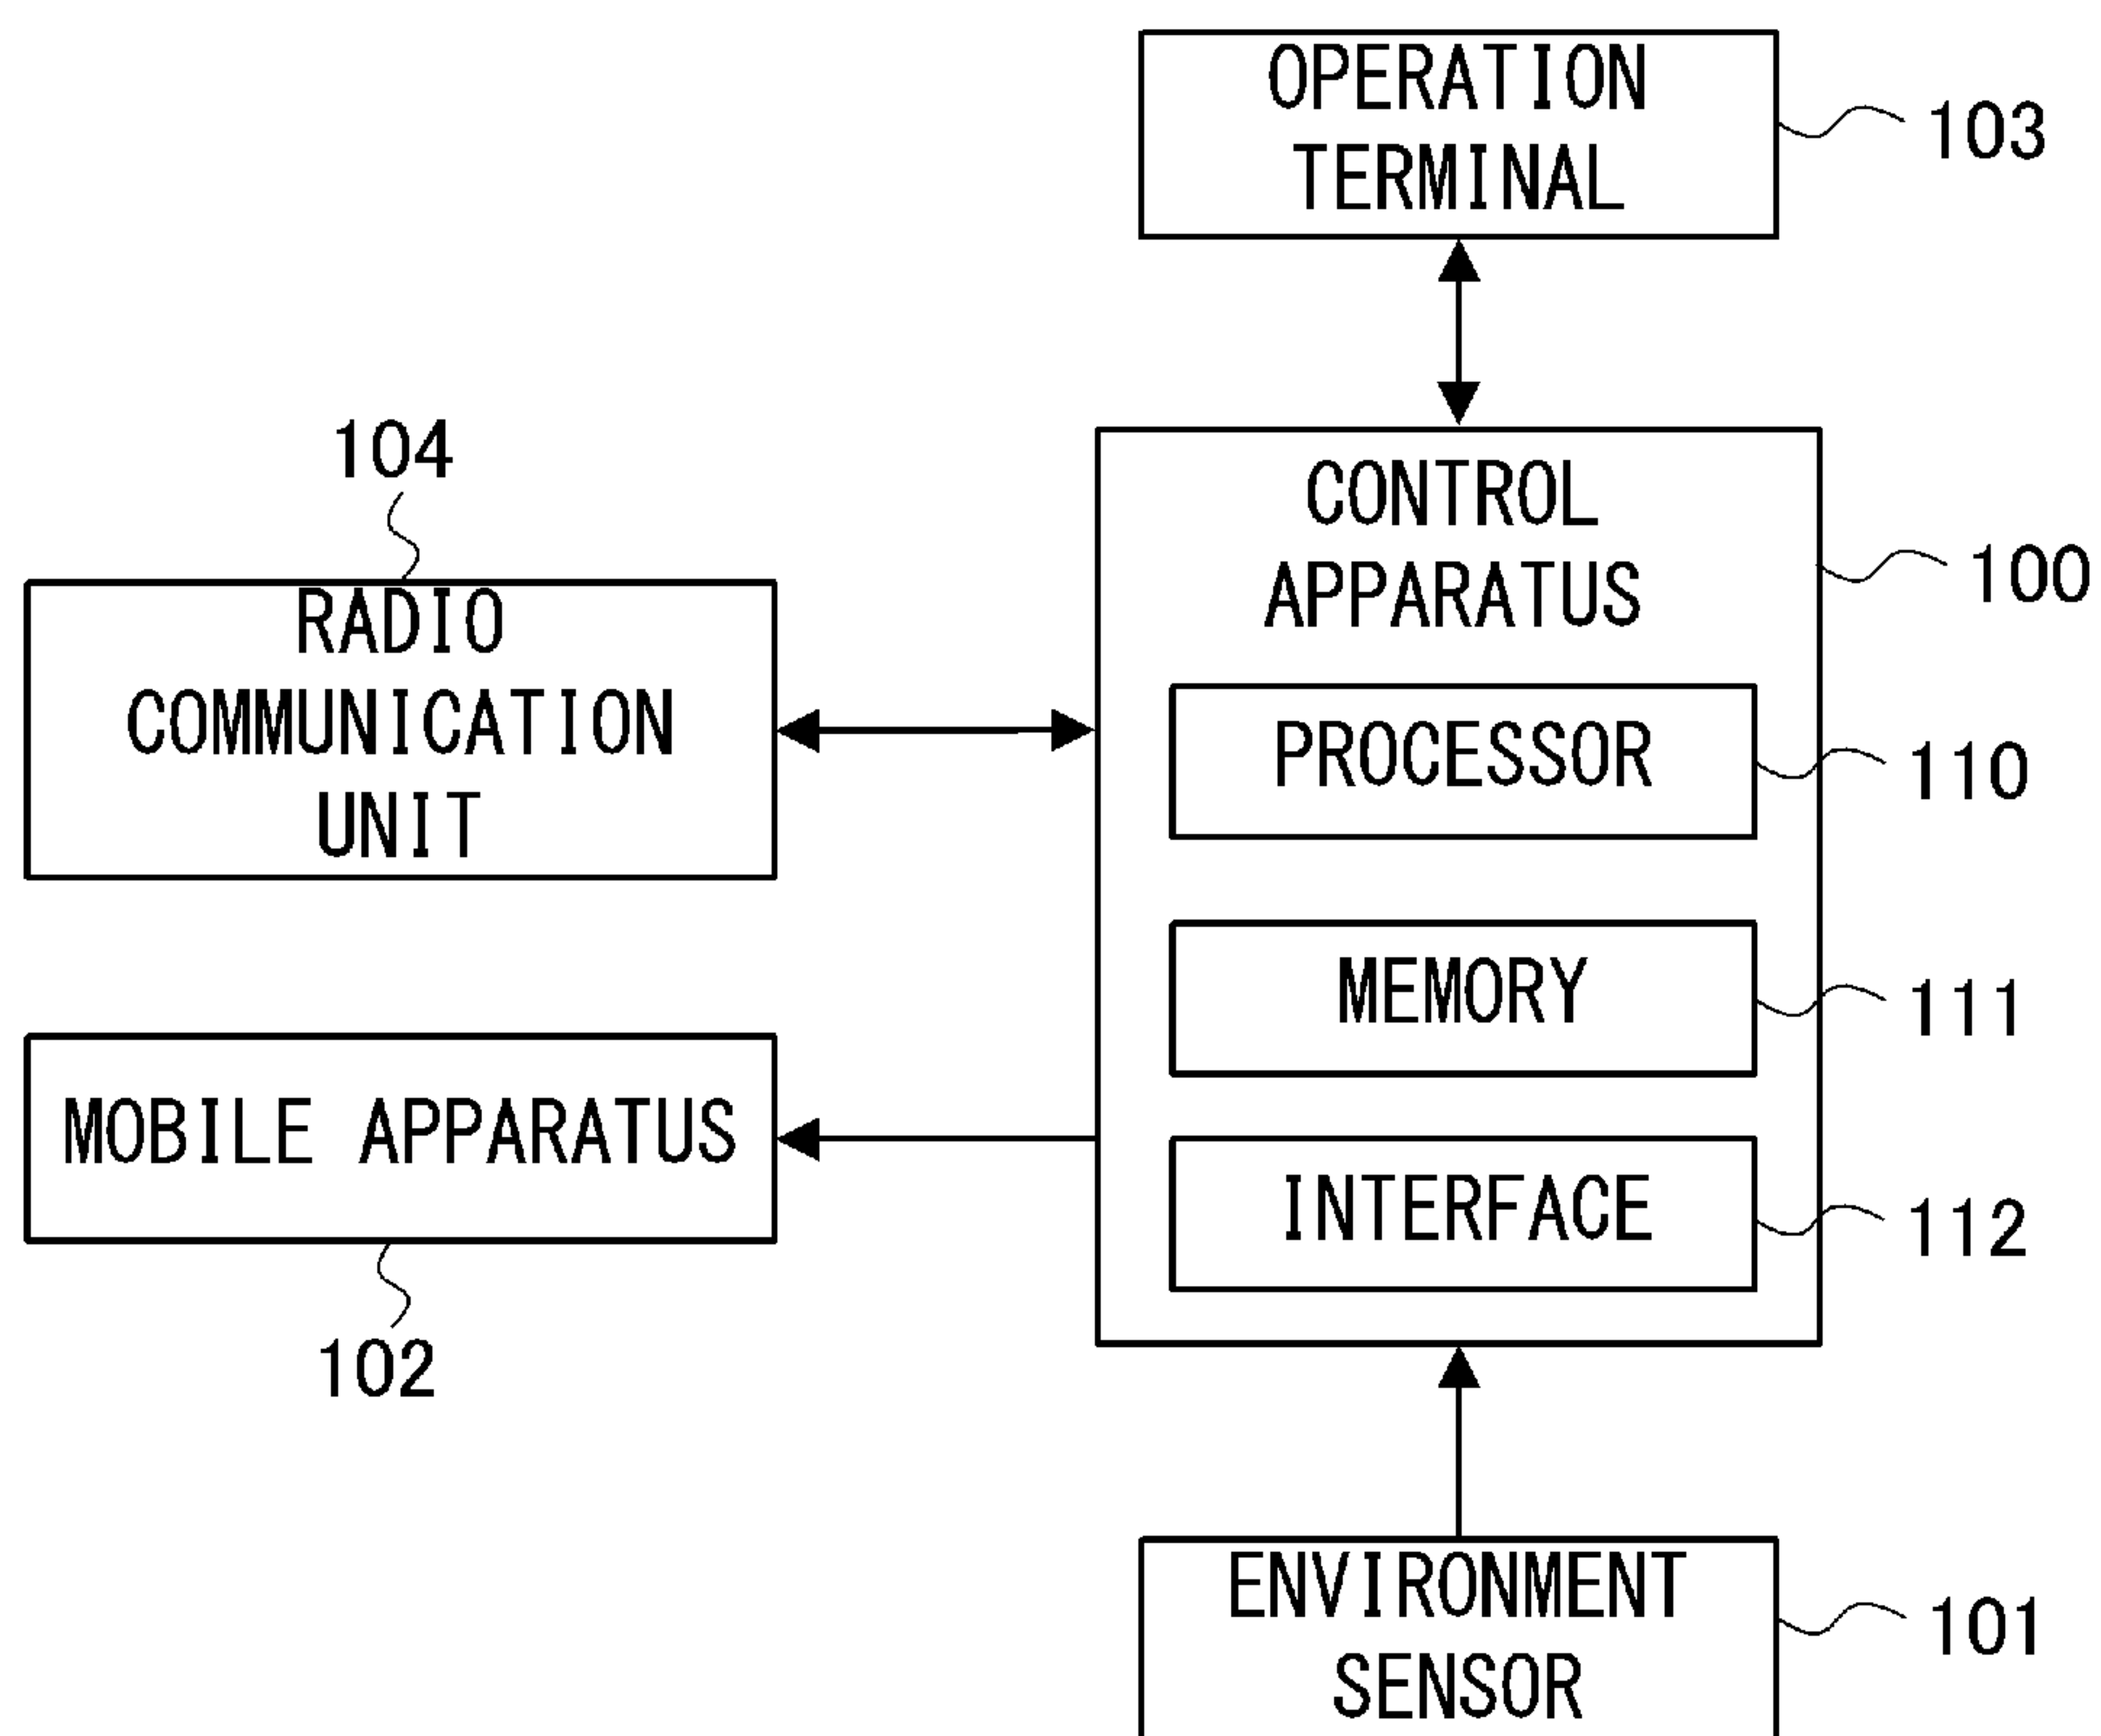 OPERATION
TERMINAL
103
104
CONTROL
APPARATUS
100
RADIO
COMMUNICATION
UNIT
PROCESSOR
110
MEMORY
111
MOBILE APPARATUS
INTERFACE
112
102
ENVIRONMENT
SENSOR
101